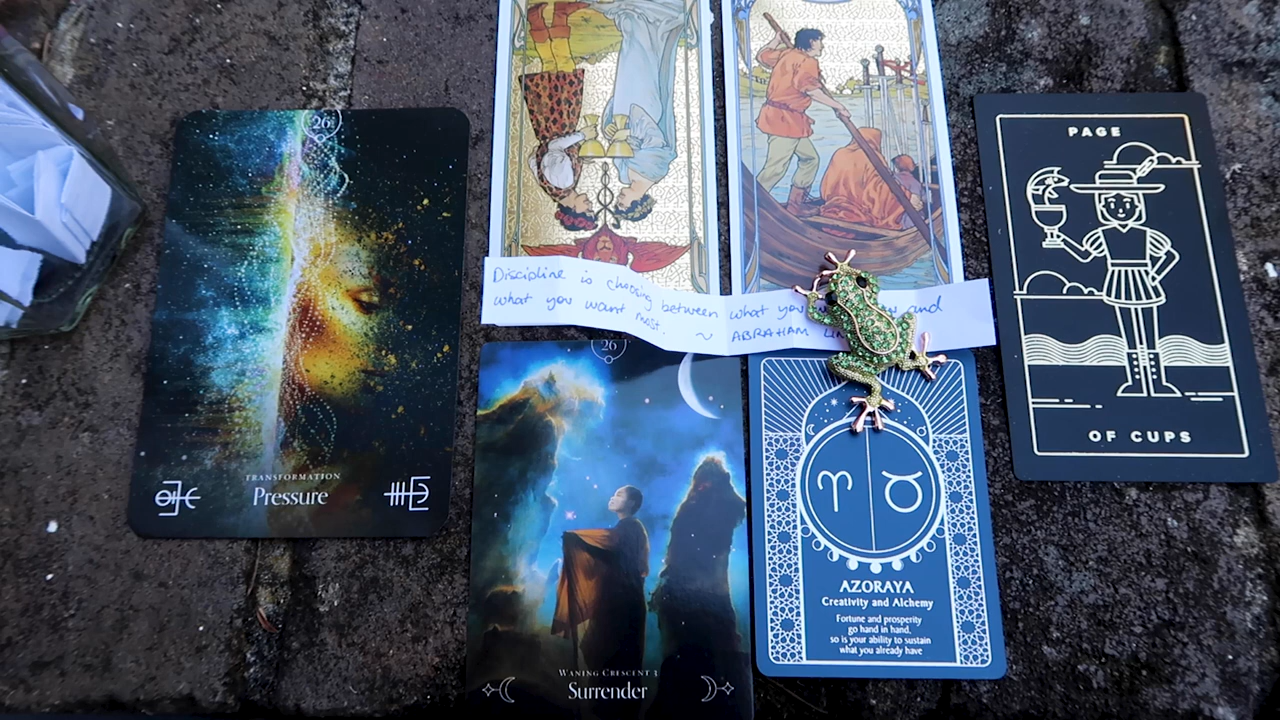 26
TRANSFORMATION
Pressure
Discipline is choosing between what you and
what you want most. ~ ABRAHAM
26
WANING CRESCENT 3
Surrender
AZORAYA
Creativity and Alchemy
Fortune and prosperity
go hand in hand,
so is your ability to sustain
what you already have
PAGE
OF CUPS